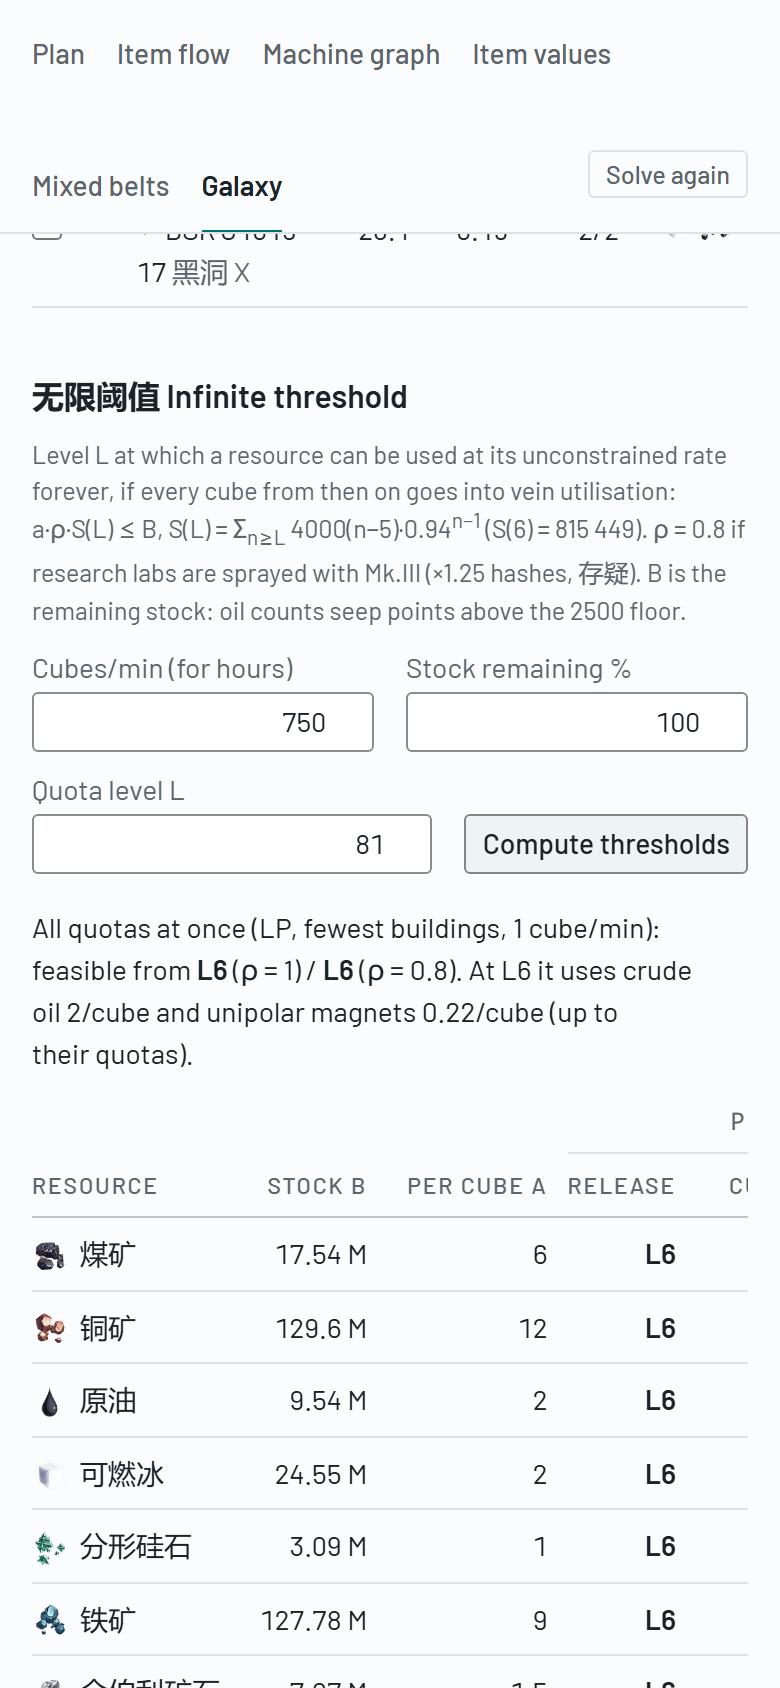 Plan Item flow Machine graph Item values
Mixed belts Galaxy Solve again
17 黑洞 X
无限阈值 Infinite threshold
Level L at which a resource can be used at its unconstrained rate
forever, if every cube from then on goes into vein utilisation:
a·ρ·S(L) ≤ B, S(L) = Σn≥L 4000(n−5)·0.94^n−1 (S(6) = 815 449). ρ = 0.8 if
research labs are sprayed with Mk.III (×1.25 hashes, 存疑). B is the
remaining stock: oil counts seep points above the 2500 floor.
Cubes/min (for hours) Stock remaining %
750 100
Quota level L
81 Compute thresholds
All quotas at once (LP, fewest buildings, 1 cube/min):
feasible from L6 (ρ = 1) / L6 (ρ = 0.8). At L6 it uses crude
oil 2/cube and unipolar magnets 0.22/cube (up to
their quotas).
P
RESOURCE STOCK B PER CUBE A RELEASE
煤矿 17.54 M 6 L6
铜矿 129.6 M 12 L6
原油 9.54 M 2 L6
可燃冰 24.55 M 2 L6
分形硅石 3.09 M 1 L6
铁矿 127.78 M 9 L6